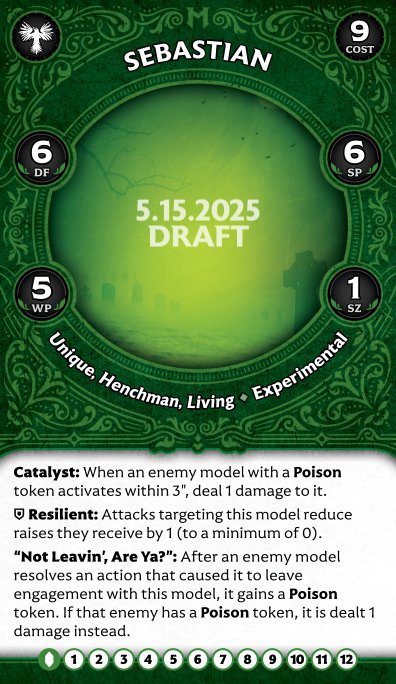 SEBASTIAN
9
COST
6
DF
6
SP
5.15.2025
DRAFT
5
WP
1
SZ
Unique, Henchman, Living ⬥ Experimental
Catalyst: When an enemy model with a Poison
token activates within 3", deal 1 damage to it.
Resilient: Attacks targeting this model reduce
raises they receive by 1 (to a minimum of 0).
“Not Leavin’, Are Ya?”: After an enemy model
resolves an action that caused it to leave
engagement with this model, it gains a Poison
token. If that enemy has a Poison token, it is dealt 1
damage instead.
1 2 3 4 5 6 7 8 9 10 11 12